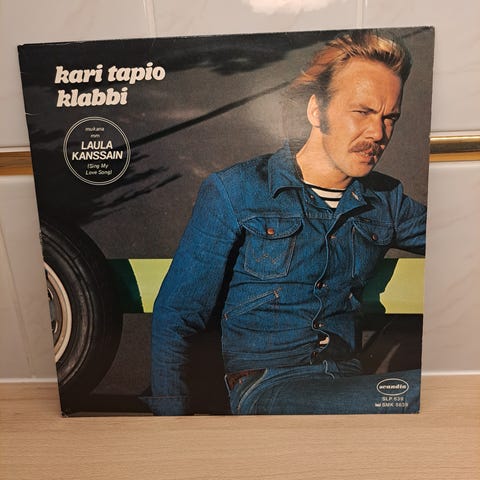 kari tapio
klabbi
mukana
mm
LAULA
KANSSAIN
(Sing My
Love Song)
scandia
SLP 639
SMK 5639